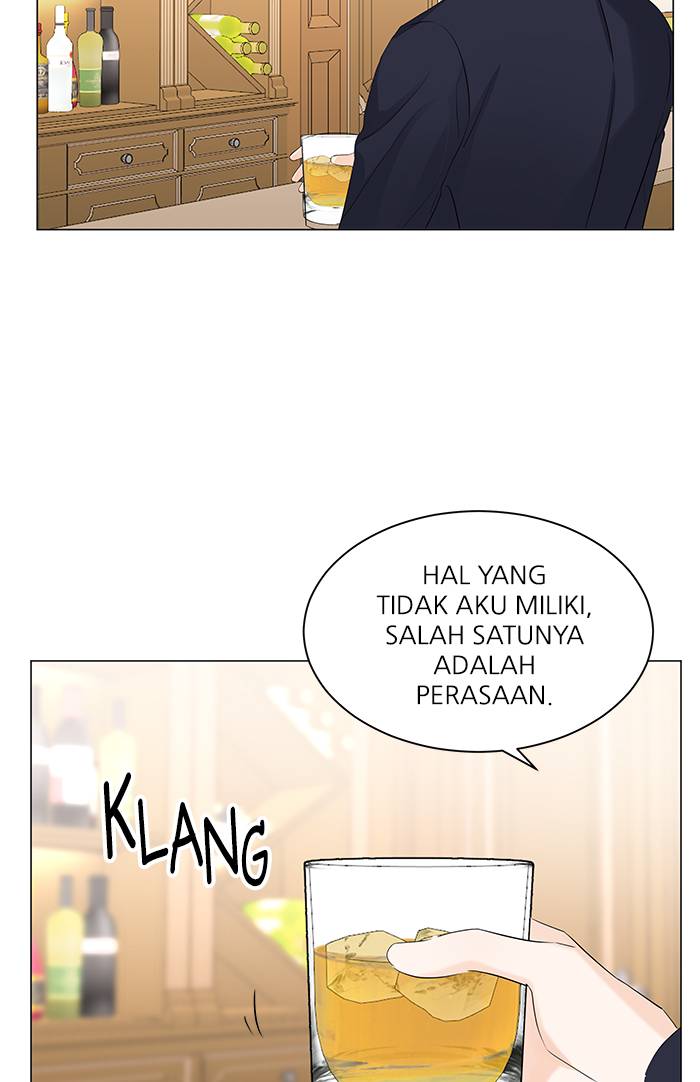 HAL YANG
TIDAK AKU MILIKI,
SALAH SATUNYA
ADALAH
PERASAAN.
KLANG